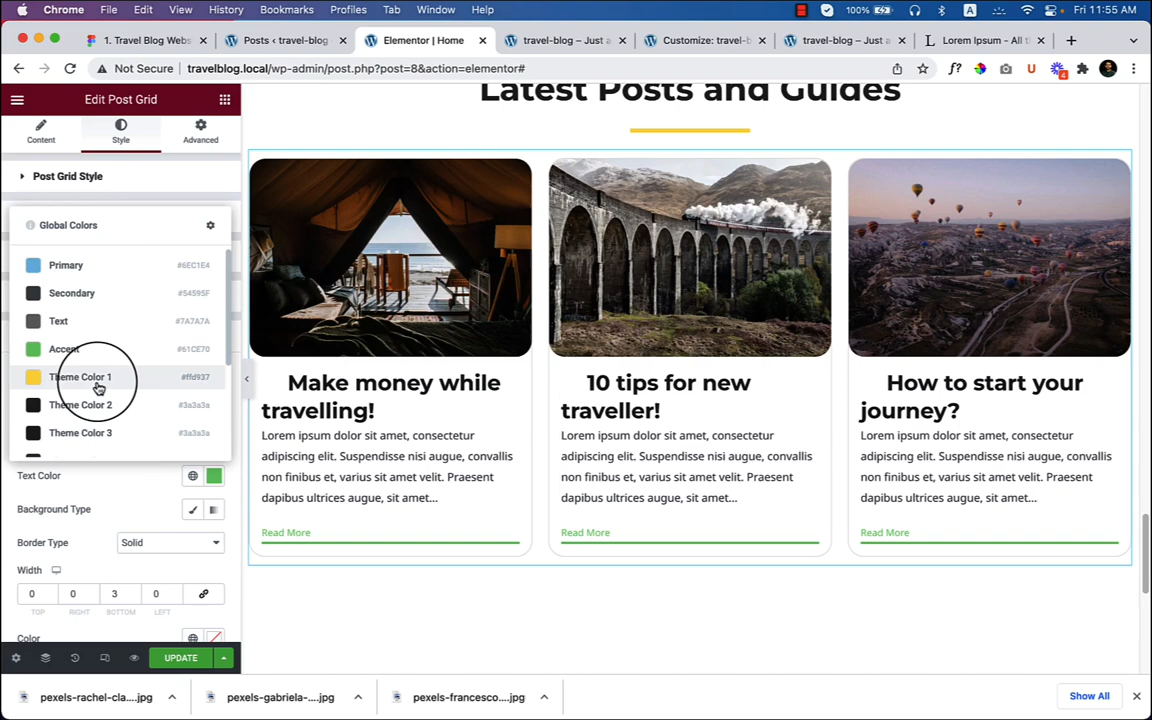 Chrome File Edit View History Bookmarks Profiles Tab Window Help 100% A Fri 11:55 AM
1. Travel Blog Webs Posts ‹ travel-blog Elementor | Home travel-blog – Just a Customize: travel-b travel-blog – Just a Lorem Ipsum - All t
Not Secure travelblog.local/wp-admin/post.php?post=8&action=elementor# f? U 4
Edit Post Grid
Content Style Advanced
Post Grid Style
Global Colors
Primary #6EC1E4
Secondary #54595F
Text #7A7A7A
Accent #61CE70
Theme Color 1 #ffd937
Theme Color 2 #3a3a3a
Theme Color 3 #3a3a3a
Text Color
Background Type
Border Type Solid
Width
0 0 3 0
TOP RIGHT BOTTOM LEFT
Color
UPDATE
Latest Posts and Guides
Make money while
travelling!
Lorem ipsum dolor sit amet, consectetur
adipiscing elit. Suspendisse nisi augue, convallis
non finibus et, varius sit amet velit. Praesent
dapibus ultrices augue, sit amet...
Read More
10 tips for new
traveller!
Lorem ipsum dolor sit amet, consectetur
adipiscing elit. Suspendisse nisi augue, convallis
non finibus et, varius sit amet velit. Praesent
dapibus ultrices augue, sit amet...
Read More
How to start your
journey?
Lorem ipsum dolor sit amet, consectetur
adipiscing elit. Suspendisse nisi augue, convallis
non finibus et, varius sit amet velit. Praesent
dapibus ultrices augue, sit amet...
Read More
pexels-rachel-cla....jpg pexels-gabriela-....jpg pexels-francesco....jpg Show All